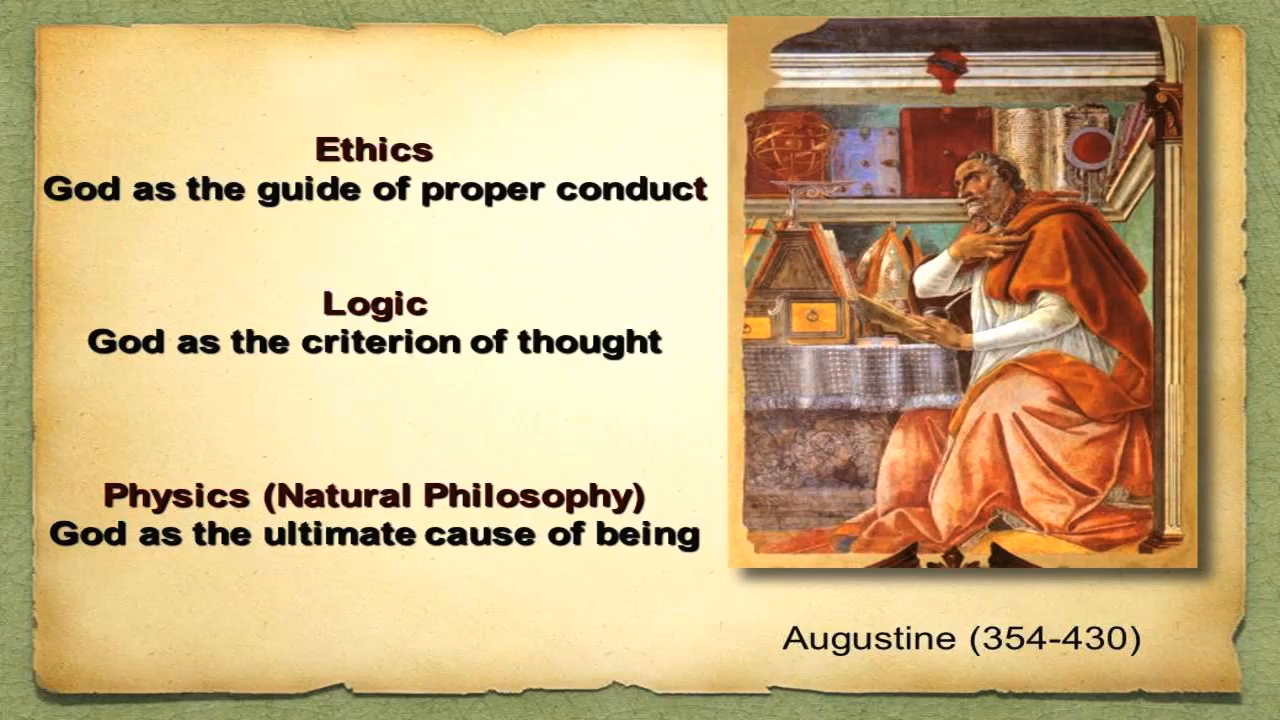 Ethics
God as the guide of proper conduct
Logic
God as the criterion of thought
Physics (Natural Philosophy)
God as the ultimate cause of being
Augustine (354-430)